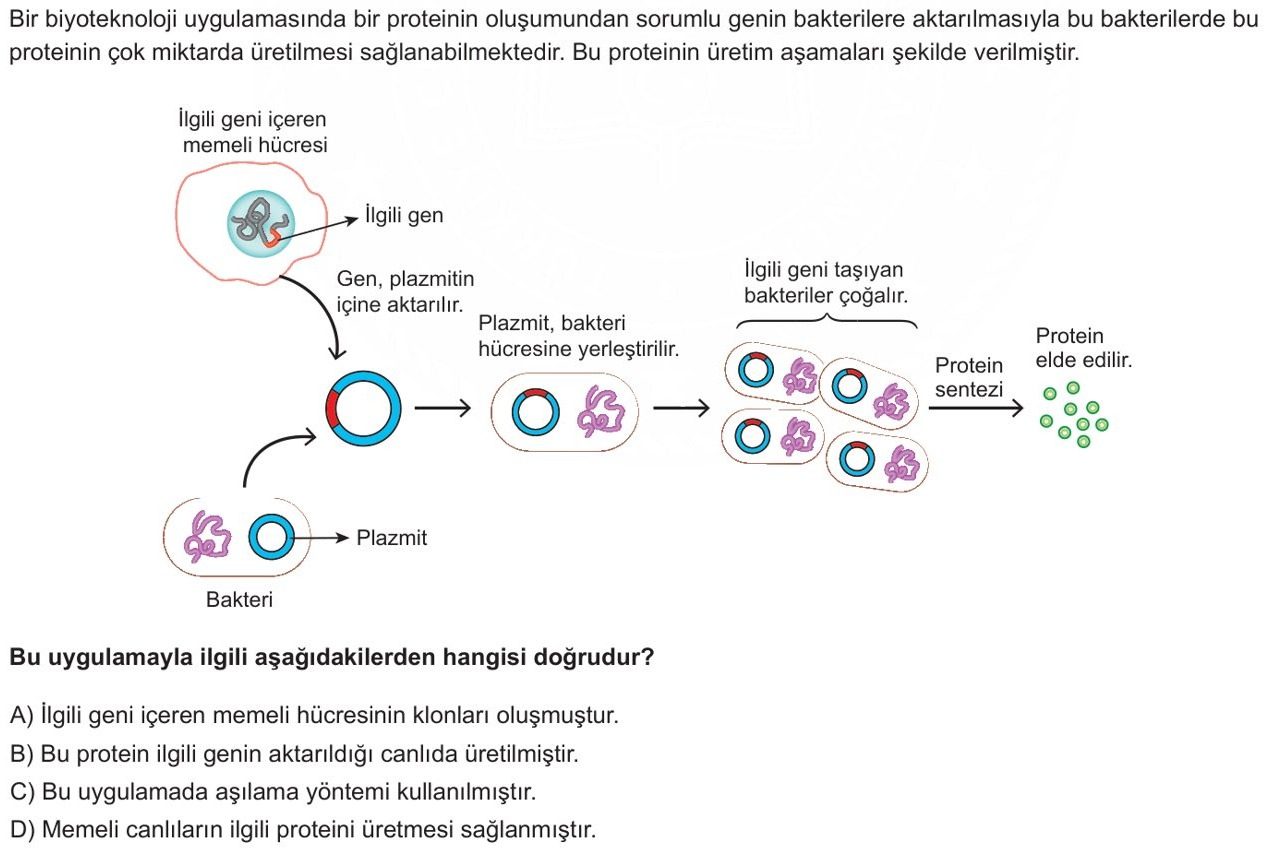 Bir biyoteknoloji uygulamasında bir proteinin oluşumundan sorumlu genin bakterilere aktarılmasıyla bu bakterilerde bu
proteinin çok miktarda üretilmesi sağlanabilmektedir. Bu proteinin üretim aşamaları şekilde verilmiştir.
İlgili geni içeren
memeli hücresi
İlgili gen
Gen, plazmitin
içine aktarılır.
Plazmit, bakteri
hücresine yerleştirilir.
İlgili geni taşıyan
bakteriler çoğalır.
Protein
sentezi
Protein
elde edilir.
Plazmit
Bakteri
Bu uygulamayla ilgili aşağıdakilerden hangisi doğrudur?
A) İlgili geni içeren memeli hücresinin klonları oluşmuştur.
B) Bu protein ilgili genin aktarıldığı canlıda üretilmiştir.
C) Bu uygulamada aşılama yöntemi kullanılmıştır.
D) Memeli canlıların ilgili proteini üretmesi sağlanmıştır.